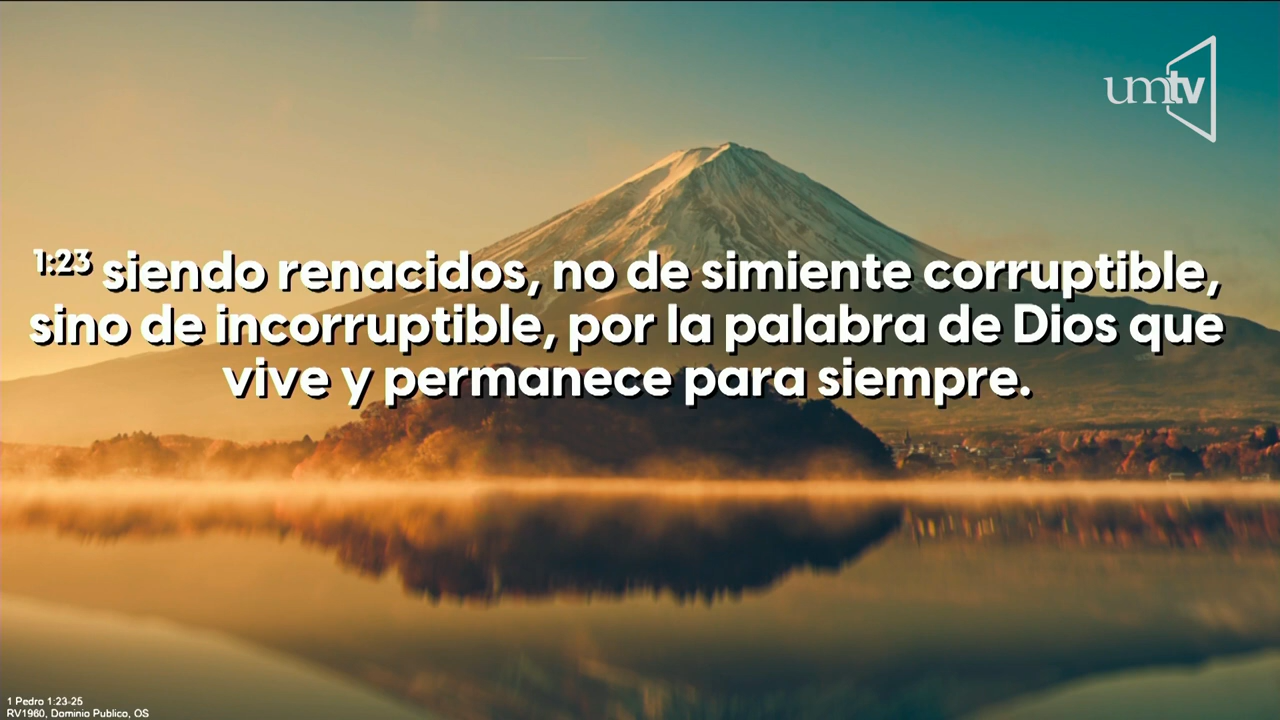 umtv
1:23 siendo renacidos, no de simiente corruptible,
sino de incorruptible, por la palabra de Dios que
vive y permanece para siempre.
1 Pedro 1:23-25
RV1960, Dominio Publico, OS